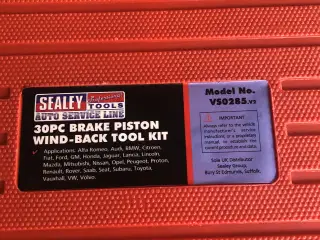 SEALEY Professional TOOLS
AUTO SERVICE LINE
30PC BRAKE PISTON
WIND-BACK TOOL KIT
Applications: Alfa Romeo, Audi, BMW, Citroen,
Fiat, Ford, GM, Honda, Jaguar, Lancia, Lincoln,
Mazda, Mitsubishi, Nissan, Opel, Peugeot, Proton,
Renault, Rover, Saab, Seat, Subaru, Toyota,
Vauxhall, VW, Volvo.
Model No.
VS0285.V3
IMPORTANT
Always refer to the vehicle
manufacturer's service
instructions, or a proprietary
manual, to establish the
current procedure and data.
Sole UK Distributor
Sealey Group,
Bury St Edmunds, Suffolk.